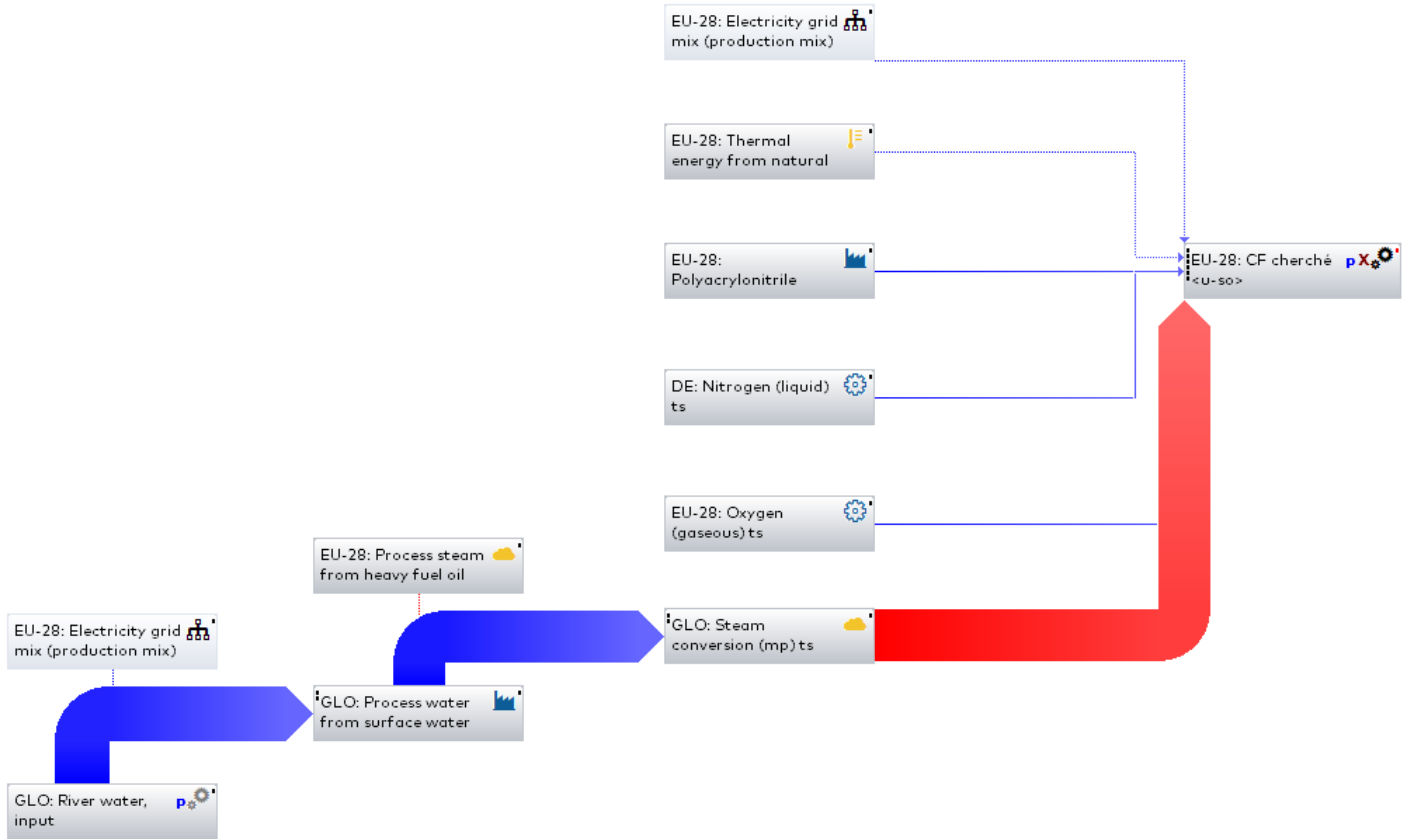 EU-28: Electricity grid
mix (production mix)
EU-28: Thermal
energy from natural
EU-28:
Polyacrylonitrile
EU-28: CF cherché
<u-so>
p X
DE: Nitrogen (liquid)
ts
EU-28: Oxygen
(gaseous) ts
EU-28: Process steam
from heavy fuel oil
GLO: Steam
conversion (mp) ts
EU-28: Electricity grid
mix (production mix)
GLO: Process water
from surface water
GLO: River water,
input
p